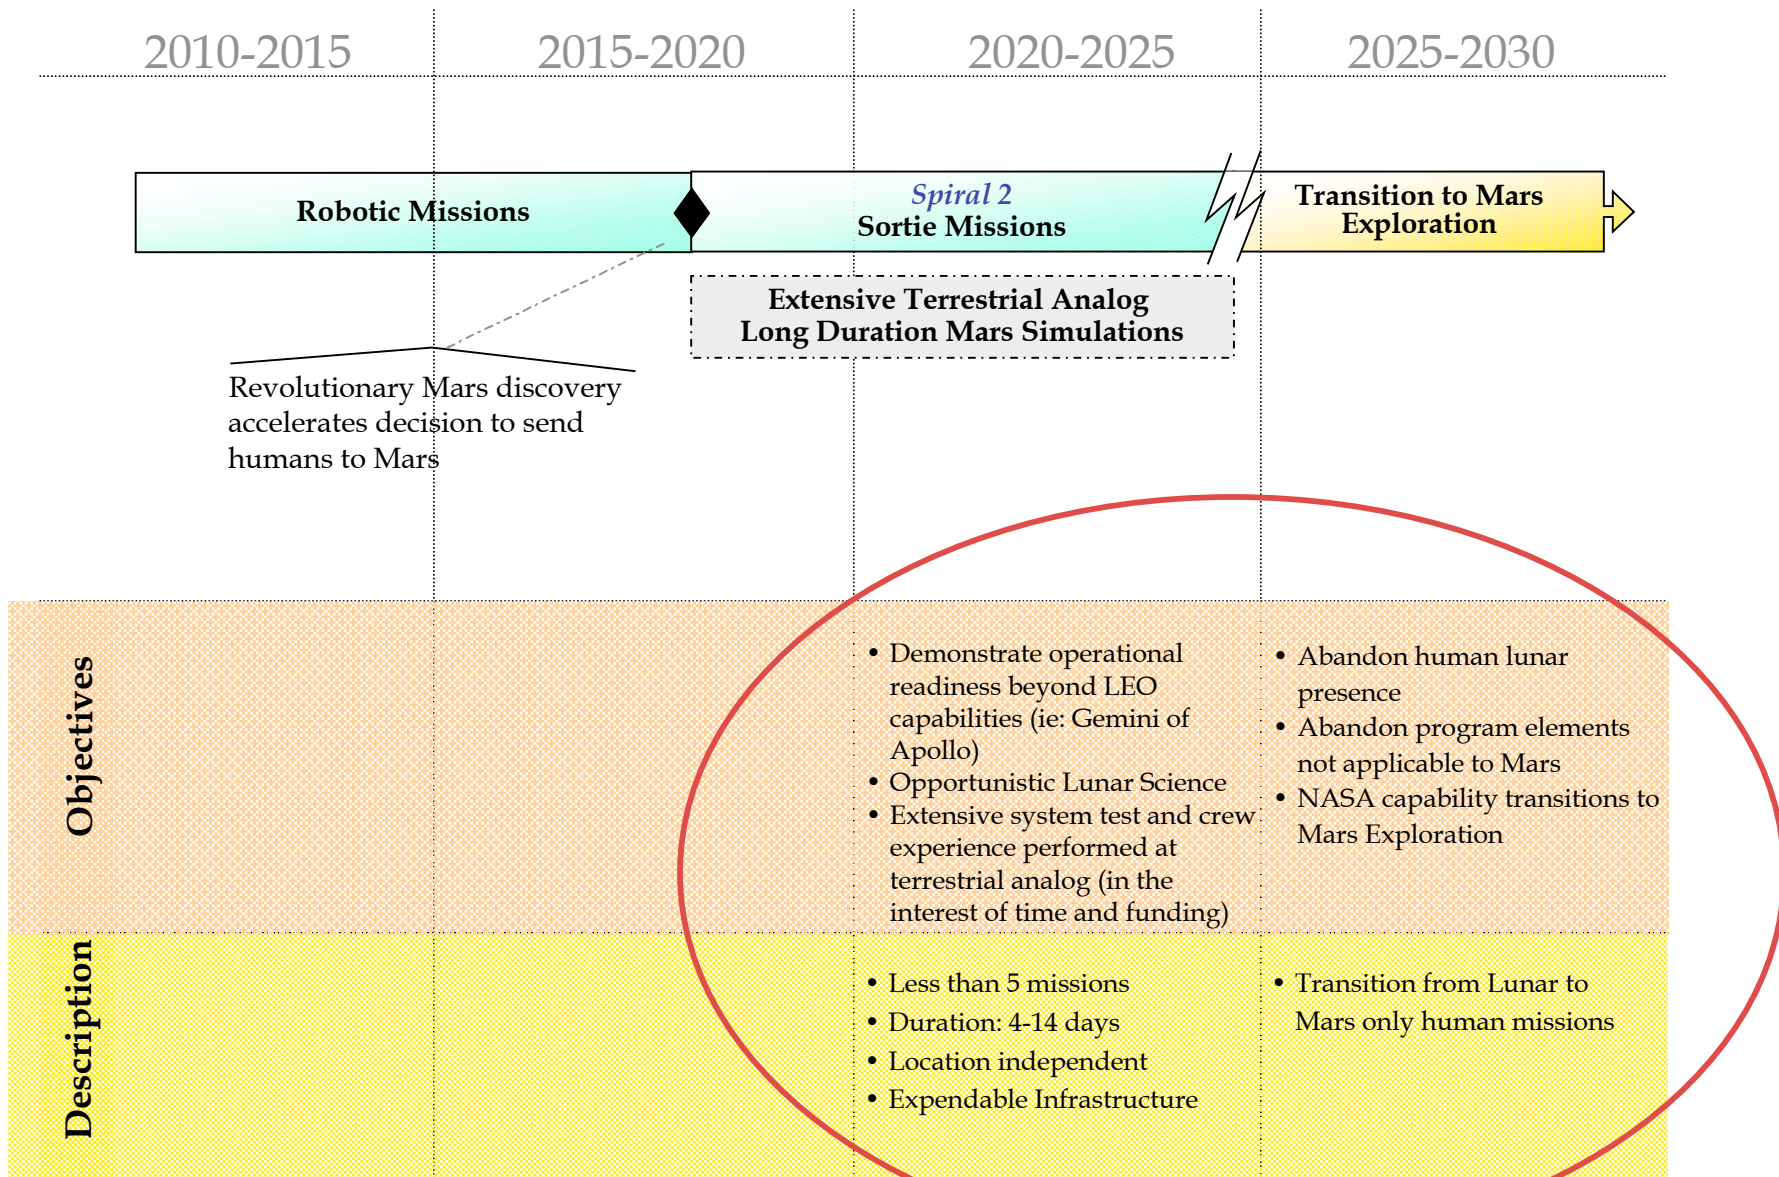 2010-2015
2015-2020
2020-2025
2025-2030
Robotic Missions
Spiral 2
Sortie Missions
Transition to Mars
Exploration
Extensive Terrestrial Analog
Long Duration Mars Simulations
Revolutionary Mars discovery
accelerates decision to send
humans to Mars
Objectives
• Demonstrate operational
readiness beyond LEO
capabilities (ie: Gemini of
Apollo)
• Opportunistic Lunar Science
• Extensive system test and crew
experience performed at
terrestrial analog (in the
interest of time and funding)
• Abandon human lunar
presence
• Abandon program elements
not applicable to Mars
• NASA capability transitions to
Mars Exploration
Description
• Less than 5 missions
• Duration: 4-14 days
• Location independent
• Expendable Infrastructure
• Transition from Lunar to
Mars only human missions